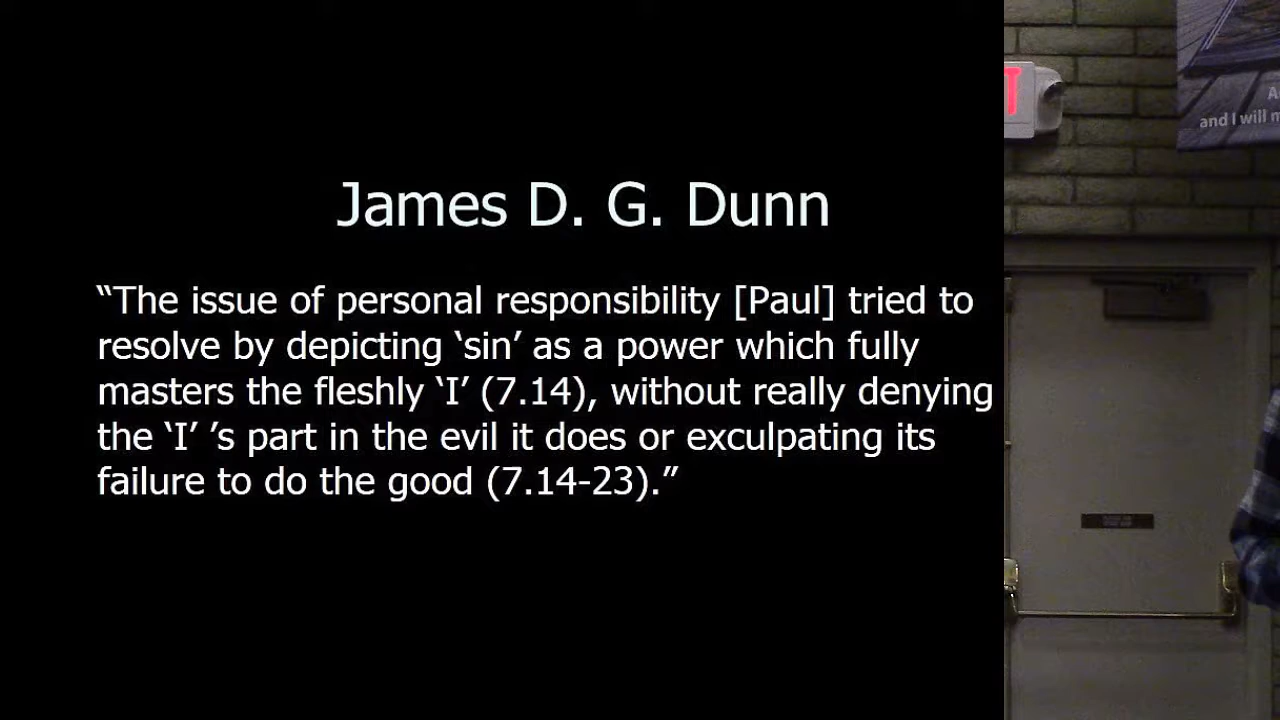 James D. G. Dunn
“The issue of personal responsibility [Paul] tried to
resolve by depicting ‘sin’ as a power which fully
masters the fleshly ‘I’ (7.14), without really denying
the ‘I’ ’s part in the evil it does or exculpating its
failure to do the good (7.14-23).”
T
and I will